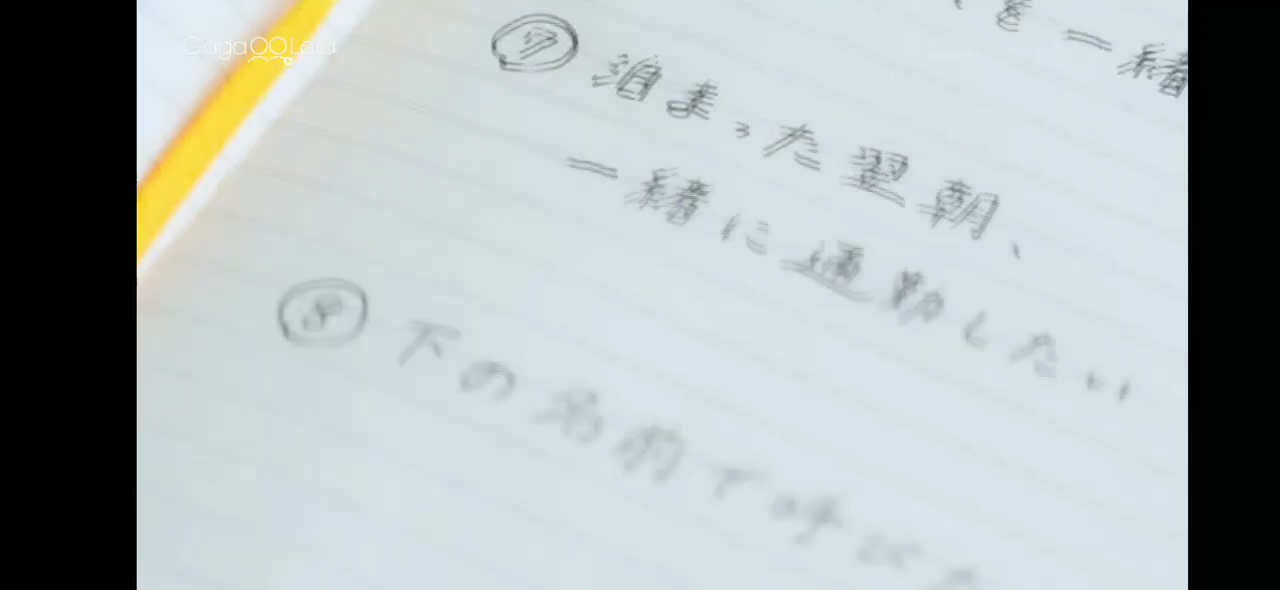 GagaOOLala
を一緒
⑦ 泊まった翌朝、
一緒に通勤したい
⑧ 下の名前で呼び